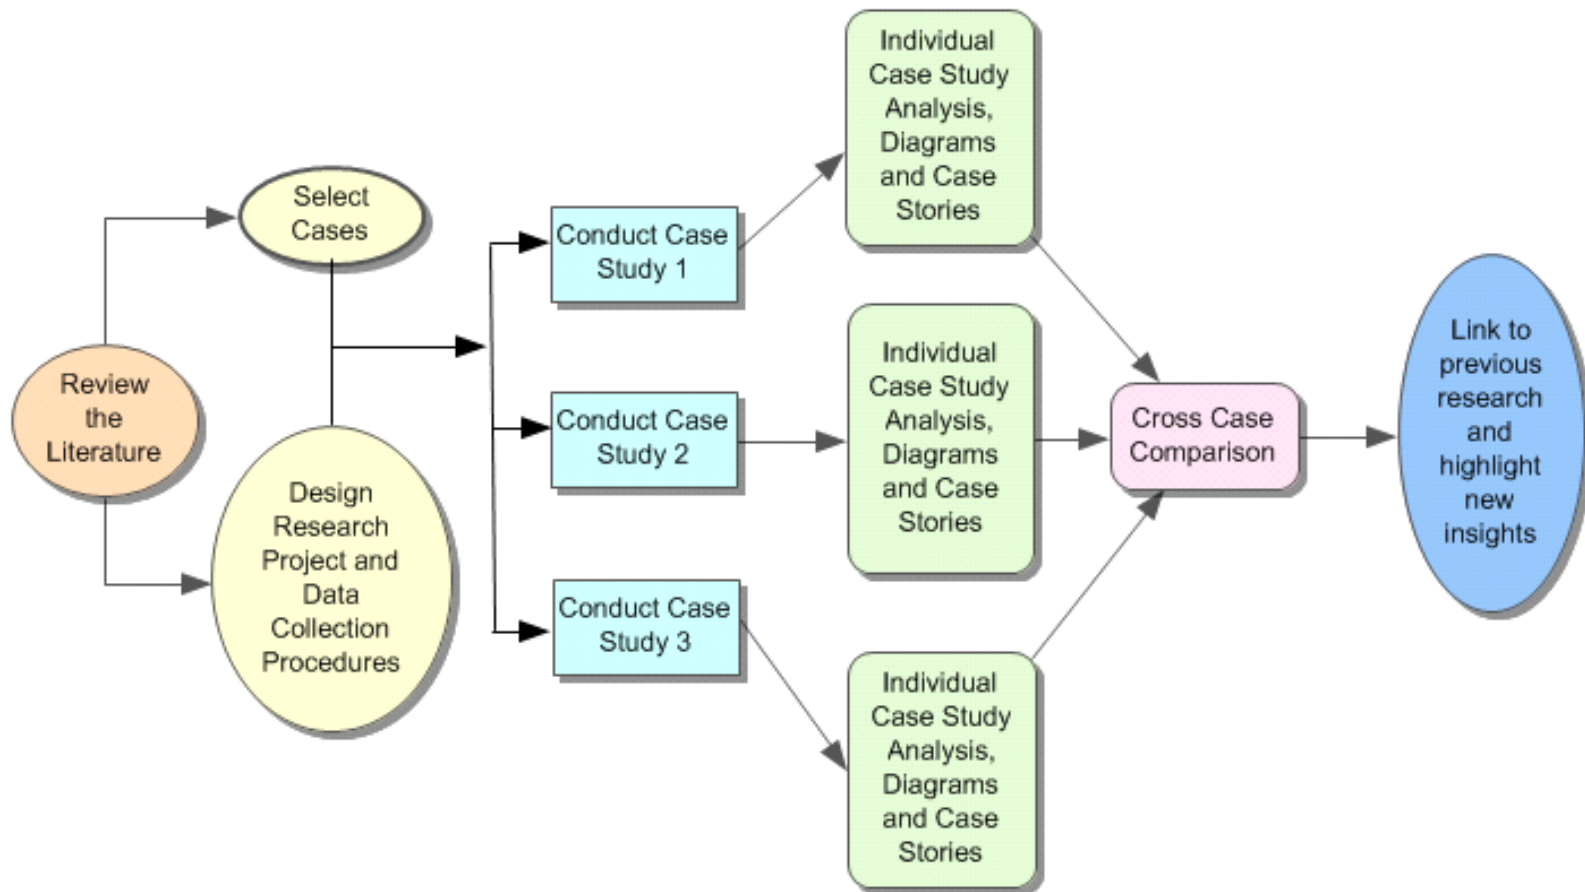 Review
the
Literature
Select
Cases
Design
Research
Project and
Data
Collection
Procedures
Conduct Case
Study 1
Conduct Case
Study 2
Conduct Case
Study 3
Individual
Case Study
Analysis,
Diagrams
and Case
Stories
Individual
Case Study
Analysis,
Diagrams
and Case
Stories
Individual
Case Study
Analysis,
Diagrams
and Case
Stories
Cross Case
Comparison
Link to
previous
research
and
highlight
new
insights